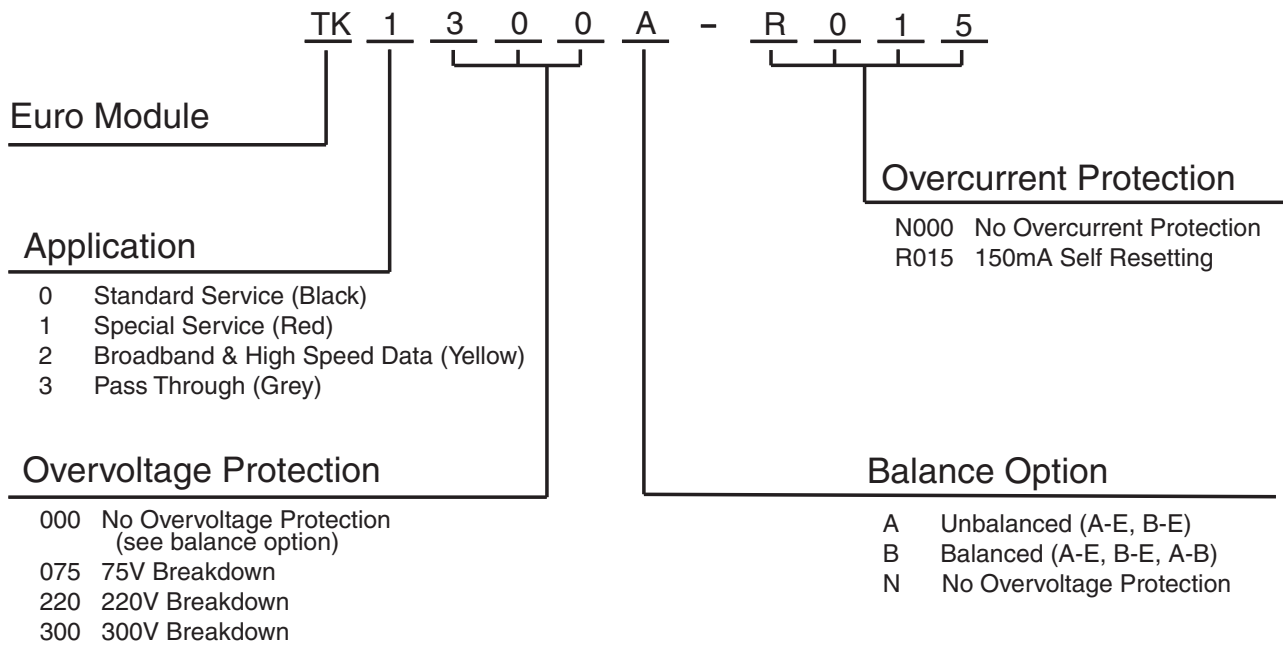 TK 1 3 0 0 A - R 0 1 5
Euro Module
Overcurrent Protection
N000 No Overcurrent Protection
R015 150mA Self Resetting
Application
0 Standard Service (Black)
1 Special Service (Red)
2 Broadband & High Speed Data (Yellow)
3 Pass Through (Grey)
Overvoltage Protection
000 No Overvoltage Protection
(see balance option)
075 75V Breakdown
220 220V Breakdown
300 300V Breakdown
Balance Option
A Unbalanced (A-E, B-E)
B Balanced (A-E, B-E, A-B)
N No Overvoltage Protection